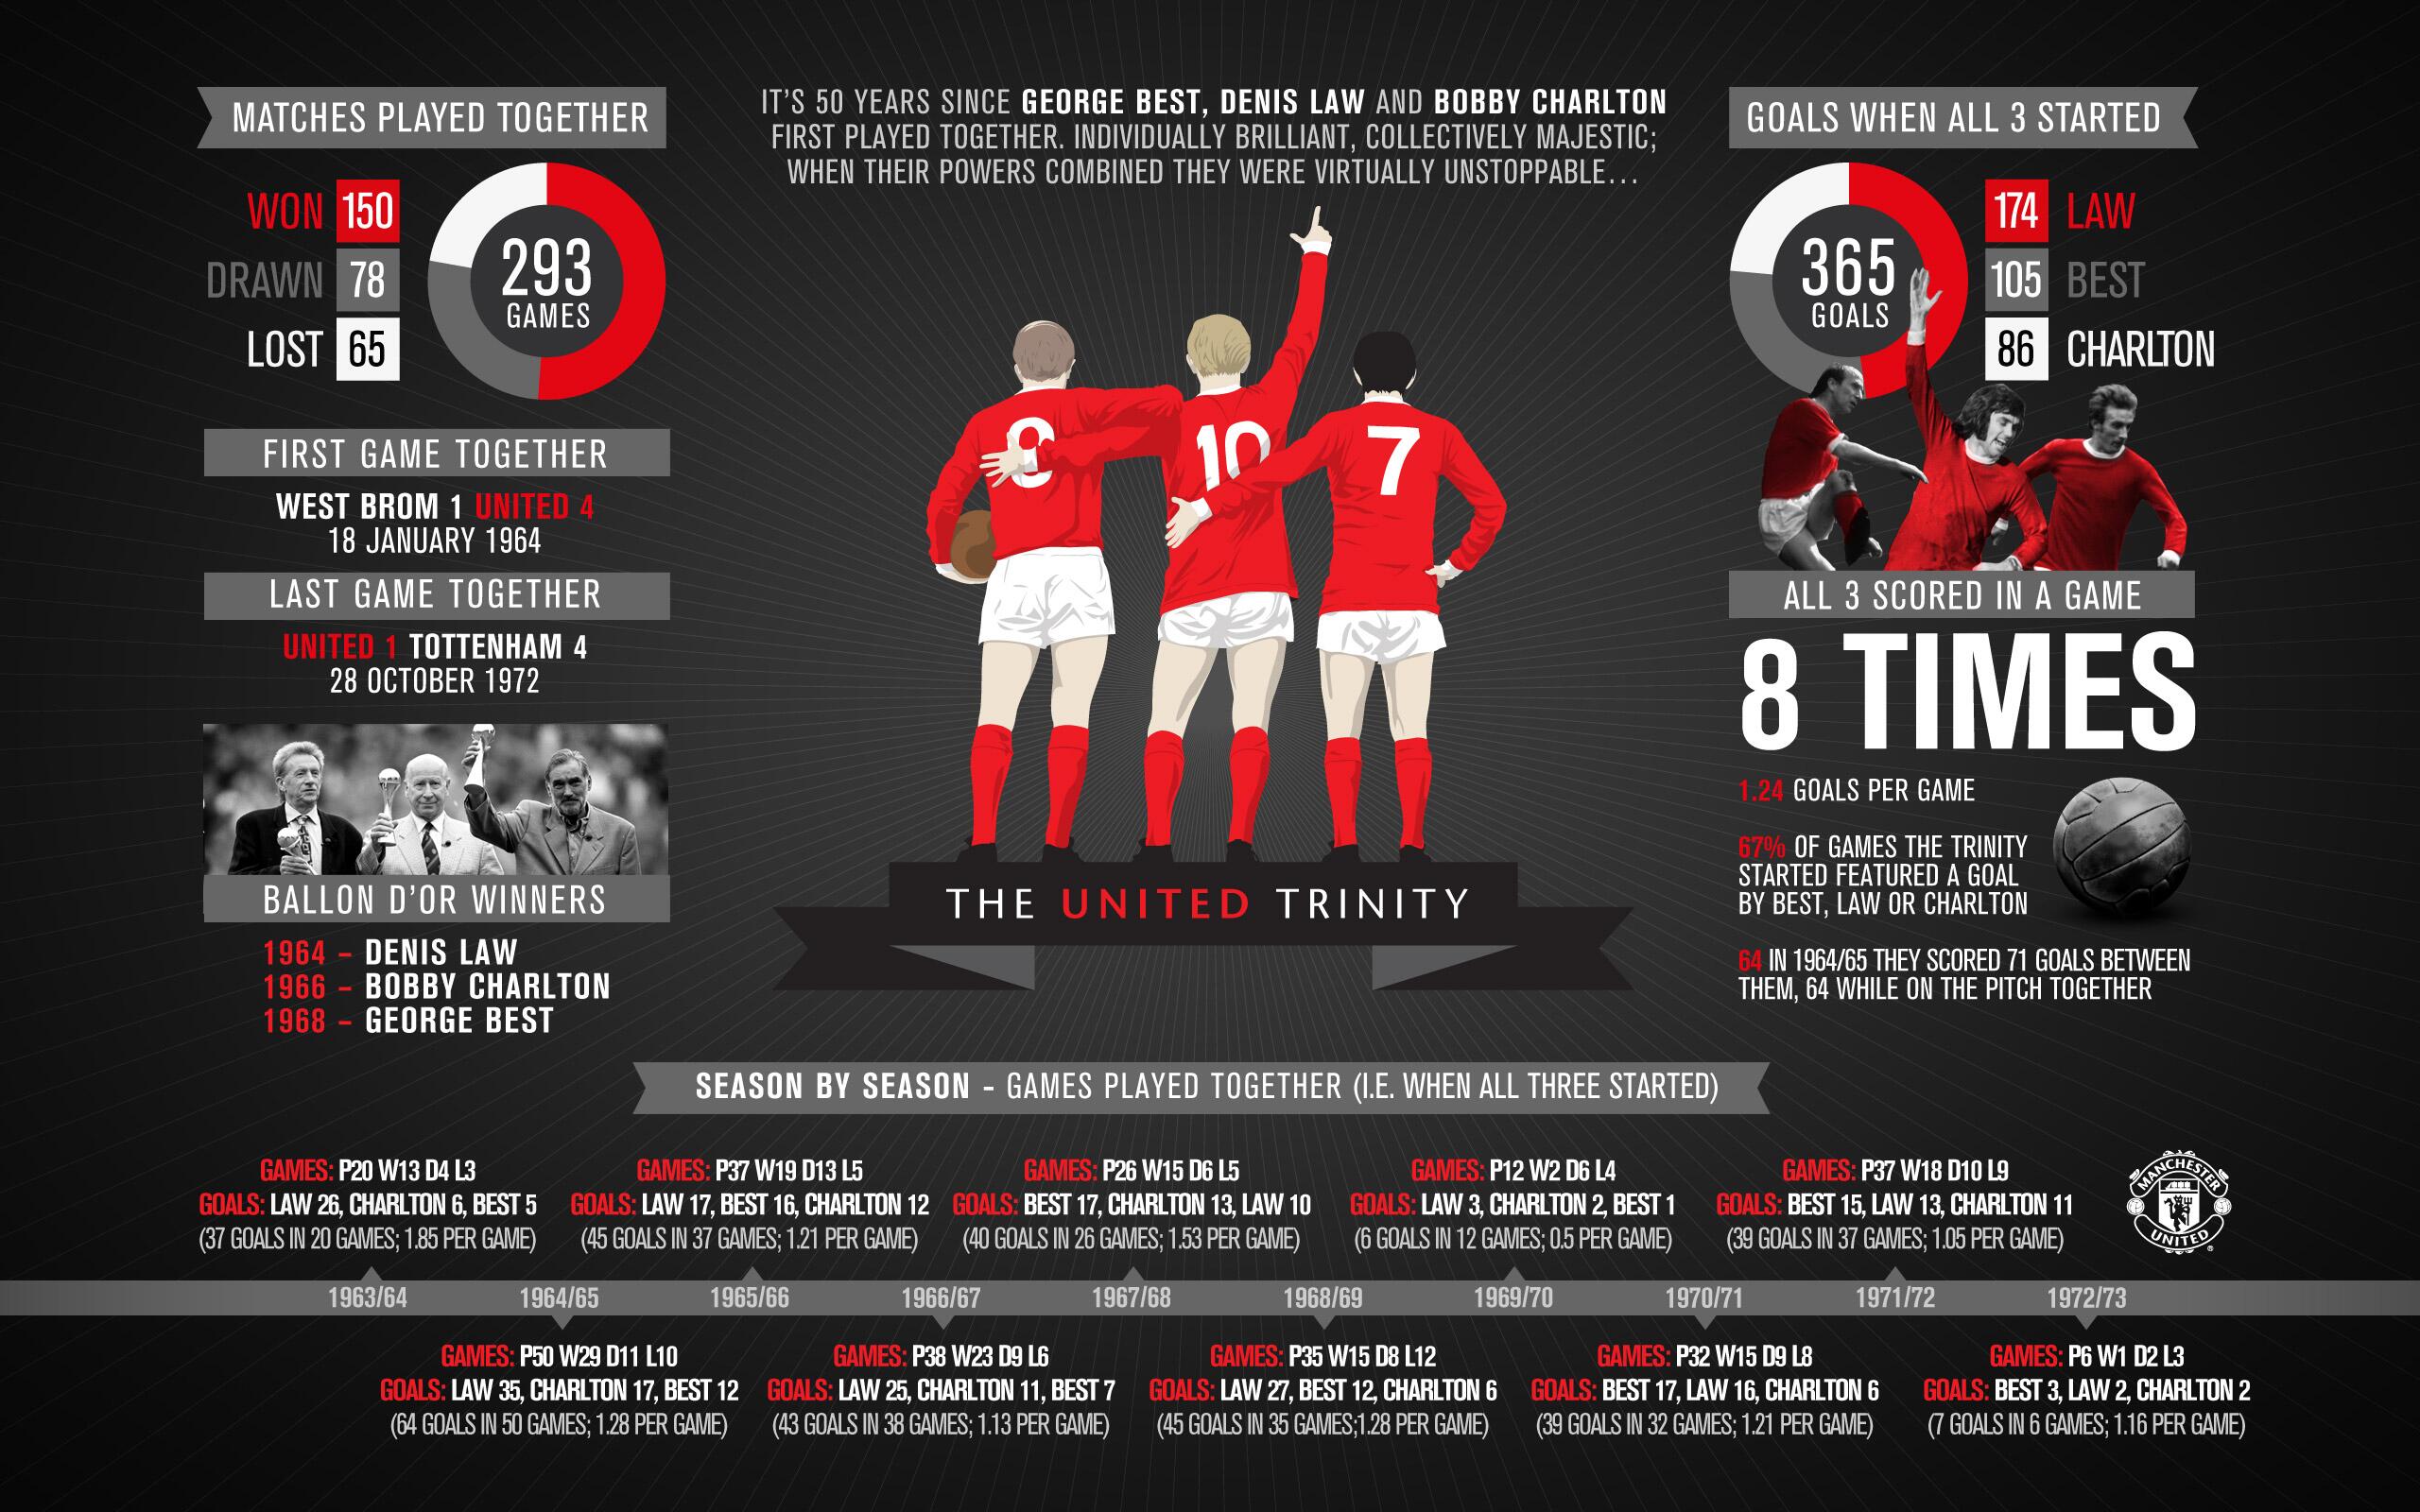 MATCHES PLAYED TOGETHER
WON 150
DRAWN 78
LOST 65
293
GAMES
FIRST GAME TOGETHER
WEST BROM 1 UNITED 4
18 JANUARY 1964
LAST GAME TOGETHER
UNITED 1 TOTTENHAM 4
28 OCTOBER 1972
BALLON D'OR WINNERS
1964 – DENIS LAW
1966 – BOBBY CHARLTON
1968 – GEORGE BEST
IT'S 50 YEARS SINCE GEORGE BEST, DENIS LAW AND BOBBY CHARLTON
FIRST PLAYED TOGETHER. INDIVIDUALLY BRILLIANT, COLLECTIVELY MAJESTIC;
WHEN THEIR POWERS COMBINED THEY WERE VIRTUALLY UNSTOPPABLE...
9
10
7
THE UNITED TRINITY
GOALS WHEN ALL 3 STARTED
365
GOALS
174 LAW
105 BEST
86 CHARLTON
ALL 3 SCORED IN A GAME
8 TIMES
1.24 GOALS PER GAME
67% OF GAMES THE TRINITY
STARTED FEATURED A GOAL
BY BEST, LAW OR CHARLTON
64 IN 1964/65 THEY SCORED 71 GOALS BETWEEN
THEM, 64 WHILE ON THE PITCH TOGETHER
SEASON BY SEASON - GAMES PLAYED TOGETHER (I.E. WHEN ALL THREE STARTED)
GAMES: P20 W13 D4 L3
GOALS: LAW 26, CHARLTON 6, BEST 5
(37 GOALS IN 20 GAMES; 1.85 PER GAME)
GAMES: P37 W19 D13 L5
GOALS: LAW 17, BEST 16, CHARLTON 12
(45 GOALS IN 37 GAMES; 1.21 PER GAME)
GAMES: P26 W15 D6 L5
GOALS: BEST 17, CHARLTON 13, LAW 10
(40 GOALS IN 26 GAMES; 1.53 PER GAME)
GAMES: P12 W2 D6 L4
GOALS: LAW 3, CHARLTON 2, BEST 1
(6 GOALS IN 12 GAMES; 0.5 PER GAME)
GAMES: P37 W18 D10 L9
GOALS: BEST 15, LAW 13, CHARLTON 11
(39 GOALS IN 37 GAMES; 1.05 PER GAME)
MANCHESTER
UNITED
1963/64 1964/65 1965/66 1966/67 1967/68 1968/69 1969/70 1970/71 1971/72 1972/73
GAMES: P50 W29 D11 L10
GOALS: LAW 35, CHARLTON 17, BEST 12
(64 GOALS IN 50 GAMES; 1.28 PER GAME)
GAMES: P38 W23 D9 L6
GOALS: LAW 25, CHARLTON 11, BEST 7
(43 GOALS IN 38 GAMES; 1.13 PER GAME)
GAMES: P35 W15 D8 L12
GOALS: LAW 27, BEST 12, CHARLTON 6
(45 GOALS IN 35 GAMES;1.28 PER GAME)
GAMES: P32 W15 D9 L8
GOALS: BEST 17, LAW 16, CHARLTON 6
(39 GOALS IN 32 GAMES; 1.21 PER GAME)
GAMES: P6 W1 D2 L3
GOALS: BEST 3, LAW 2, CHARLTON 2
(7 GOALS IN 6 GAMES; 1.16 PER GAME)